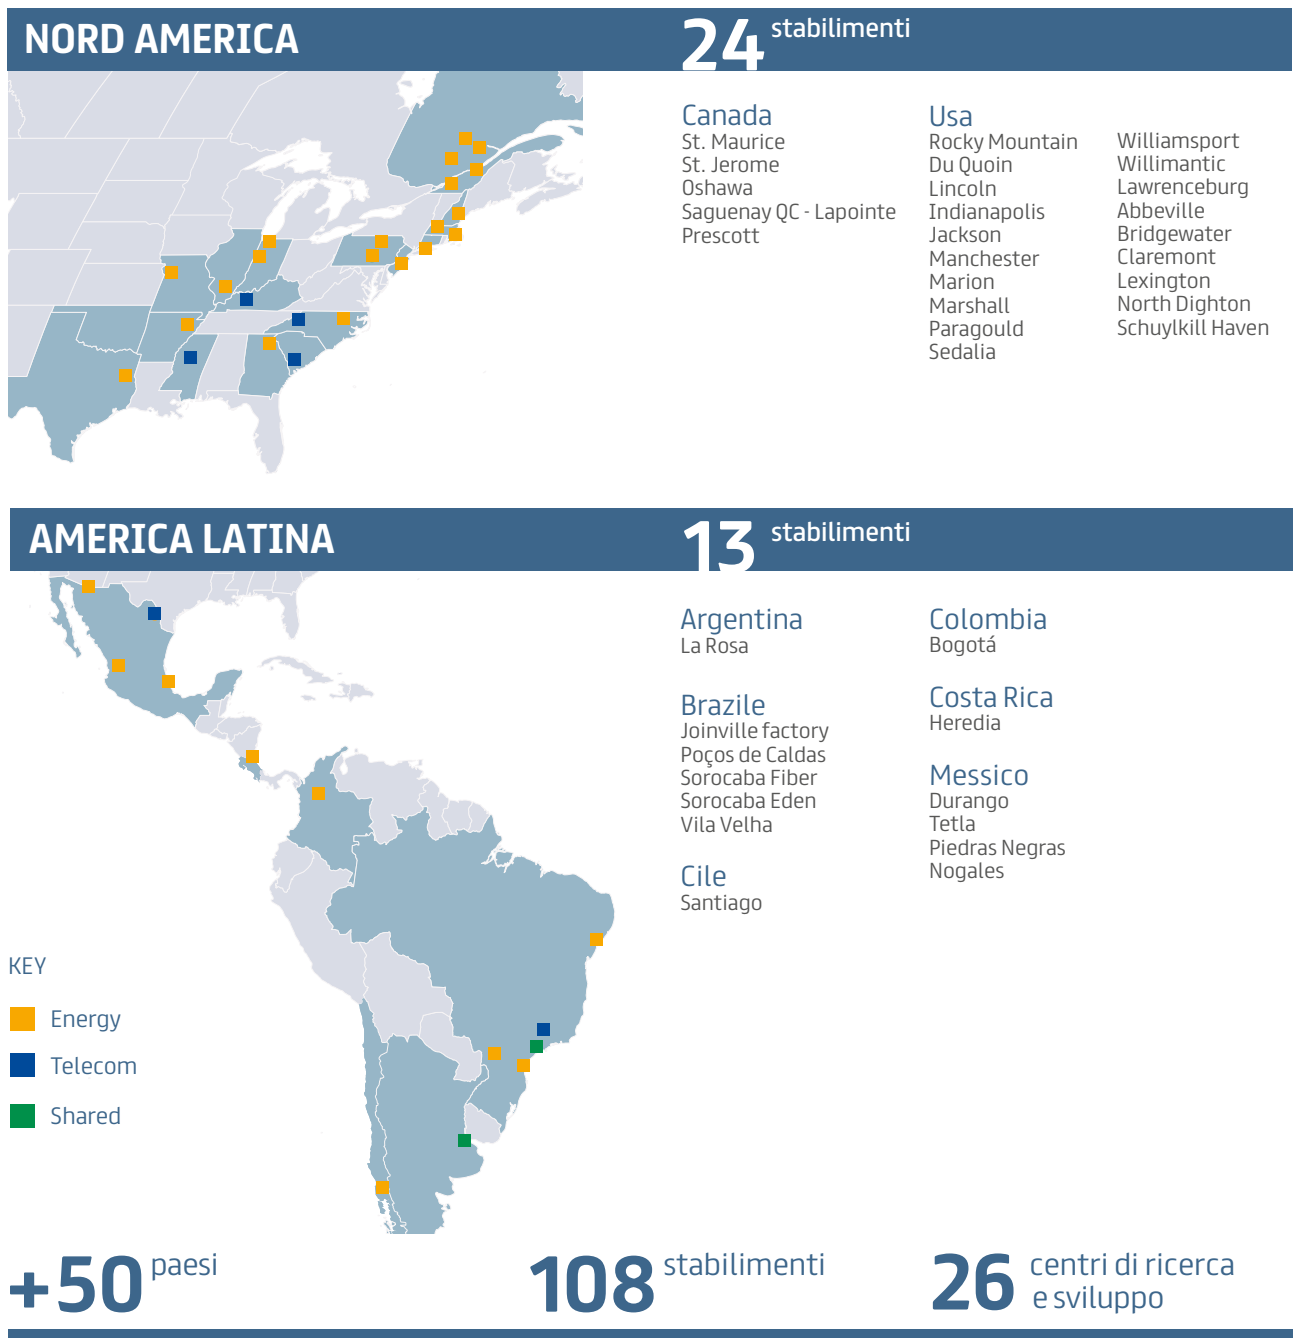 NORD AMERICA
24 stabilimenti
Canada
St. Maurice
St. Jerome
Oshawa
Saguenay QC - Lapointe
Prescott
Usa
Rocky Mountain
Du Quoin
Lincoln
Indianapolis
Jackson
Manchester
Marion
Marshall
Paragould
Sedalia
Williamsport
Willimantic
Lawrenceburg
Abbeville
Bridgewater
Claremont
Lexington
North Dighton
Schuylkill Haven
AMERICA LATINA
13 stabilimenti
Argentina
La Rosa
Brazile
Joinville factory
Poços de Caldas
Sorocaba Fiber
Sorocaba Eden
Vila Velha
Cile
Santiago
Colombia
Bogotá
Costa Rica
Heredia
Messico
Durango
Tetla
Piedras Negras
Nogales
KEY
Energy
Telecom
Shared
+50 paesi
108 stabilimenti
26 centri di ricerca
e sviluppo